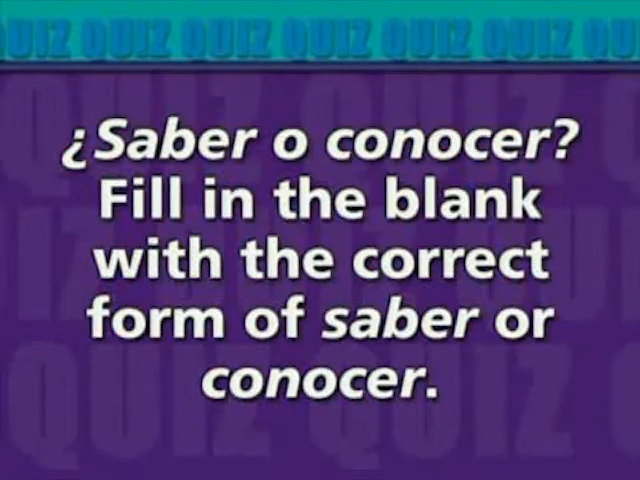 QUIZ QUIZ QUIZ QUIZ QUIZ QUIZ QU
¿Saber o conocer?
Fill in the blank
with the correct
form of saber or
conocer.